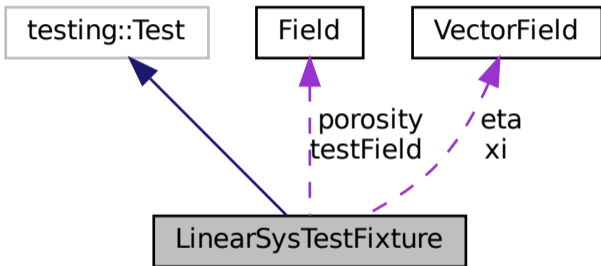 testing::Test
Field
VectorField
porosity
testField
eta
xi
LinearSysTestFixture